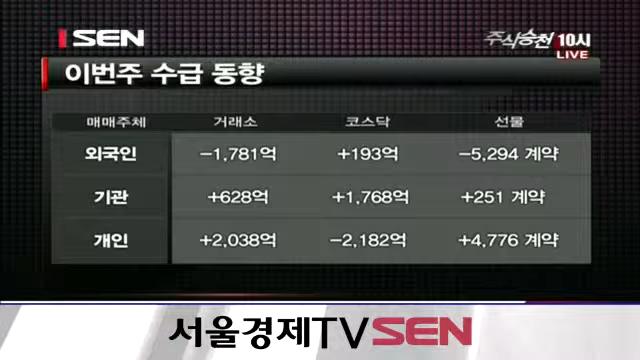 SEN
주식승천 10시
LIVE
이번주 수급 동향
매매주체 거래소 코스닥 선물
외국인 -1,781억 +193억 -5,294 계약
기관 +628억 +1,768억 +251 계약
개인 +2,038억 -2,182억 +4,776 계약
서울경제TV SEN